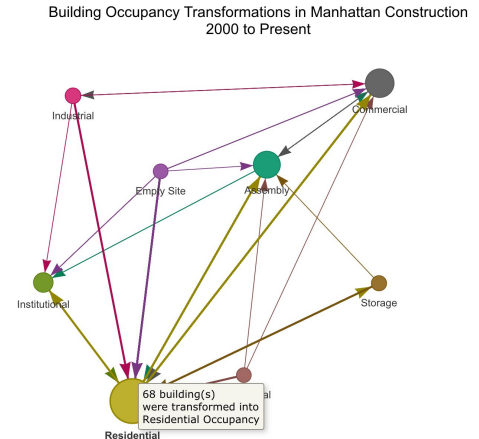 Building Occupancy Transformations in Manhattan Construction
2000 to Present
Commercial
Industrial
Assembly
Empty Site
Institutional
Storage
68 building(s)
were transformed into
Residential Occupancy
Residential